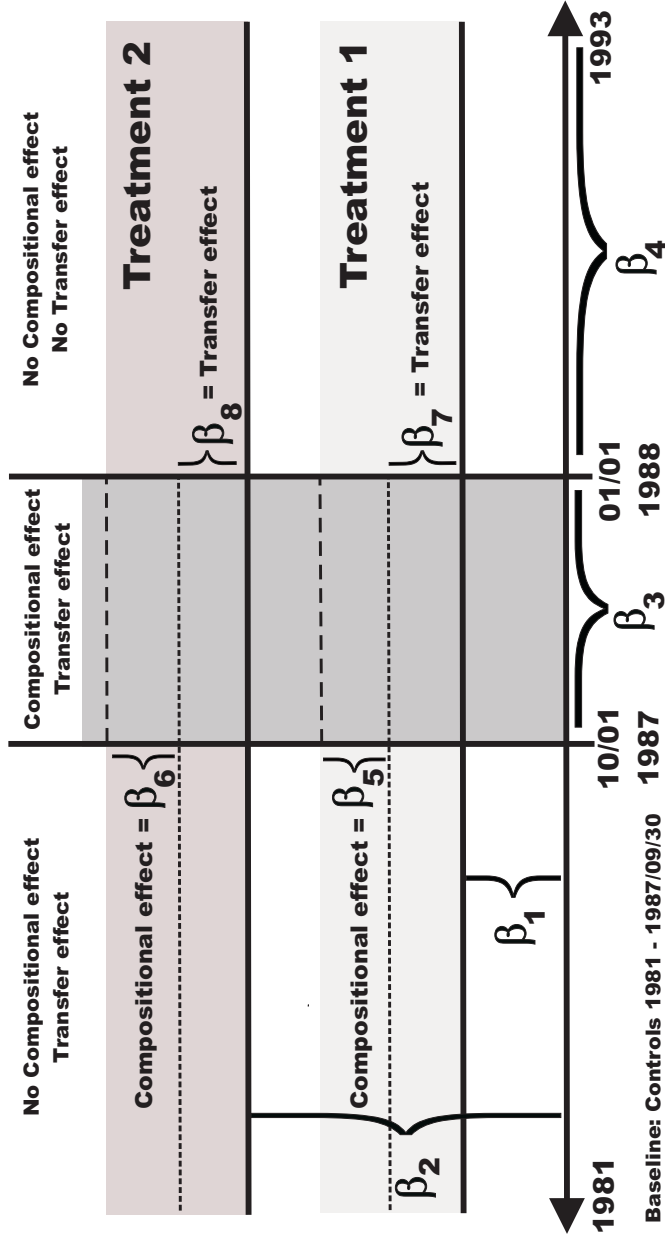 No Compositional effect
Transfer effect
Compositional effect
Transfer effect
No Compositional effect
No Transfer effect
Treatment 2
Compositional effect = β6
β8 = Transfer effect
Treatment 1
Compositional effect = β5
β7 = Transfer effect
β2
β1
1981
10/01
1987
01/01
1988
1993
β3
β4
Baseline: Controls 1981 - 1987/09/30